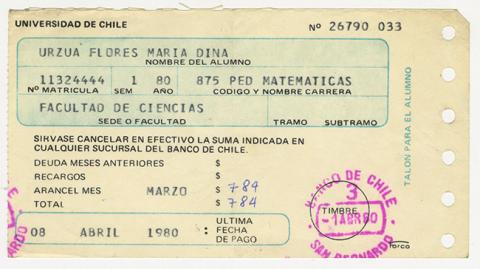 UNIVERSIDAD DE CHILE
Nº 26790 033
URZUA FLORES MARIA DINA
NOMBRE DEL ALUMNO
11324444 1 80 875 PED MATEMATICAS
Nº MATRICULA SEM AÑO CODIGO Y NOMBRE CARRERA
FACULTAD DE CIENCIAS
SEDE O FACULTAD TRAMO SUBTRAMO
SIRVASE CANCELAR EN EFECTIVO LA SUMA INDICADA EN
CUALQUIER SUCURSAL DEL BANCO DE CHILE.
DEUDA MESES ANTERIORES $
RECARGOS $
ARANCEL MES MARZO $ 784
TOTAL $ 784
08 ABRIL 1980
ULTIMA
FECHA
DE PAGO
TIMBRE
BANCO DE CHILE
3
-1 ABR 80
SAN BERNARDO
TALON PARA EL ALUMNO